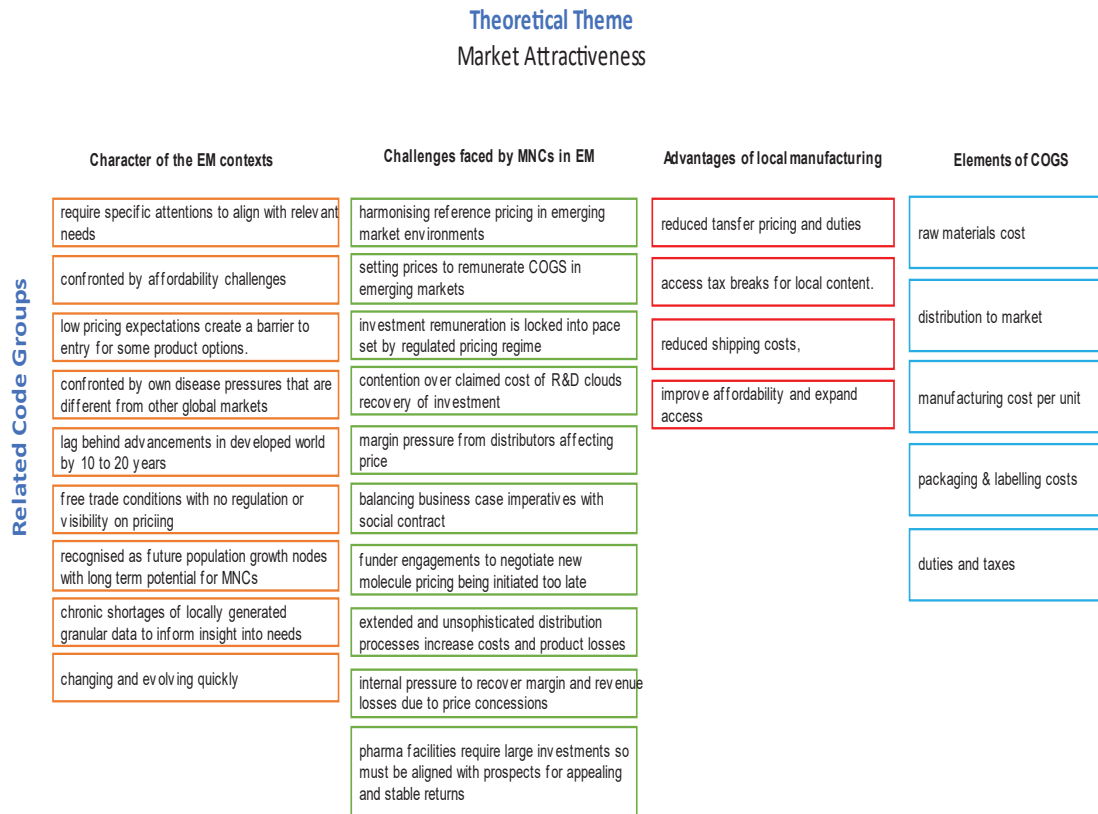 Theoretical Theme
Market Attractiveness
Related Code Groups
Character of the EM contexts
require specific attentions to align with relevant
needs
confronted by affordability challenges
low pricing expectations create a barrier to
entry for some product options.
confronted by own disease pressures that are
different from other global markets
lag behind advancements in developed world
by 10 to 20 years
free trade conditions with no regulation or
visibility on priciing
recognised as future population growth nodes
with long term potential for MNCs
chronic shortages of locally generated
granular data to inform insight into needs
changing and evolving quickly
Challenges faced by MNCs in EM
harmonising reference pricing in emerging
market environments
setting prices to remunerate COGS in
emerging markets
investment remuneration is locked into pace
set by regulated pricing regime
contention over claimed cost of R&D clouds
recovery of investment
margin pressure from distributors affecting
price
balancing business case imperatives with
social contract
funder engagements to negotiate new
molecule pricing being initiated too late
extended and unsophisticated distribution
processes increase costs and product losses
internal pressure to recover margin and revenue
losses due to price concessions
pharma facilities require large investments so
must be aligned with prospects for appealing
and stable returns
Advantages of local manufacturing
reduced tansfer pricing and duties
access tax breaks for local content.
reduced shipping costs,
improve affordability and expand
access
Elements of COGS
raw materials cost
distribution to market
manufacturing cost per unit
packaging & labelling costs
duties and taxes